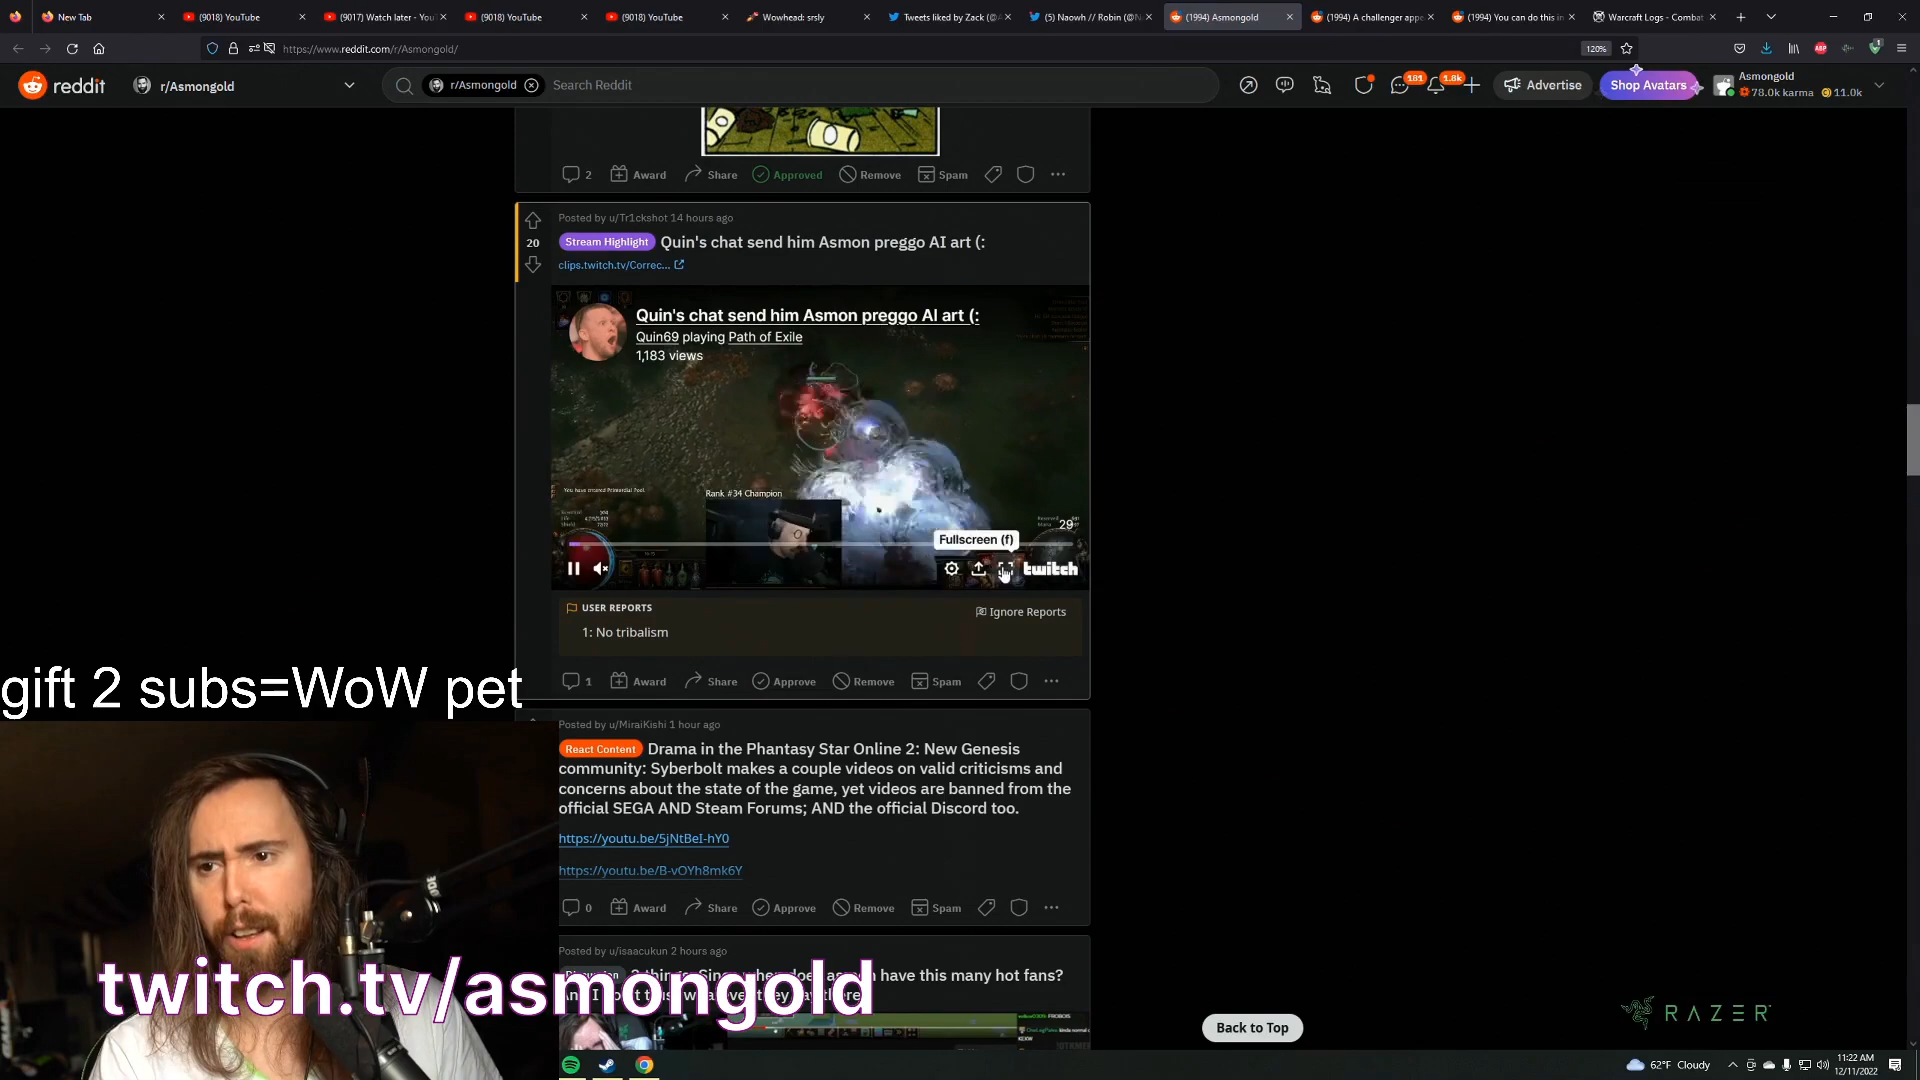 New Tab
(9018) YouTube
(9017) Watch later - YouT
(9018) YouTube
(9018) YouTube
Wowhead: srsly
Tweets liked by Zack (@A
(5) Naowh // Robin (@N
(1994) Asmongold
(1994) A challenger appe
(1994) You can do this in
Warcraft Logs - Combat
https://www.reddit.com/r/Asmongold/
120%
reddit
r/Asmongold
r/Asmongold
Search Reddit
181
1.8k
Advertise
Shop Avatars
Asmongold
78.0k karma
11.0k
2 Award Share Approved Remove Spam
Posted by u/Tr1ckshot 14 hours ago
20
Stream Highlight Quin's chat send him Asmon preggo AI art (:
clips.twitch.tv/Correc...
Quin's chat send him Asmon preggo AI art (:
Quin69 playing Path of Exile
1,183 views
You have entered Primordial Pool.
Rank #34 Champion
29
Fullscreen (f)
twitch
USER REPORTS
Ignore Reports
1: No tribalism
1 Award Share Approve Remove Spam
gift 2 subs=WoW pet
Posted by u/MiraiKishi 1 hour ago
React Content Drama in the Phantasy Star Online 2: New Genesis
community: Syberbolt makes a couple videos on valid criticisms and
concerns about the state of the game, yet videos are banned from the
official SEGA AND Steam Forums; AND the official Discord too.
https://youtu.be/5jNtBeI-hY0
https://youtu.be/B-vOYh8mk6Y
0 Award Share Approve Remove Spam
Posted by u/isaacukun 2 hours ago
have this many hot fans?
twitch.tv/asmongold
RAZER
Back to Top
62°F Cloudy
11:22 AM
12/11/2022